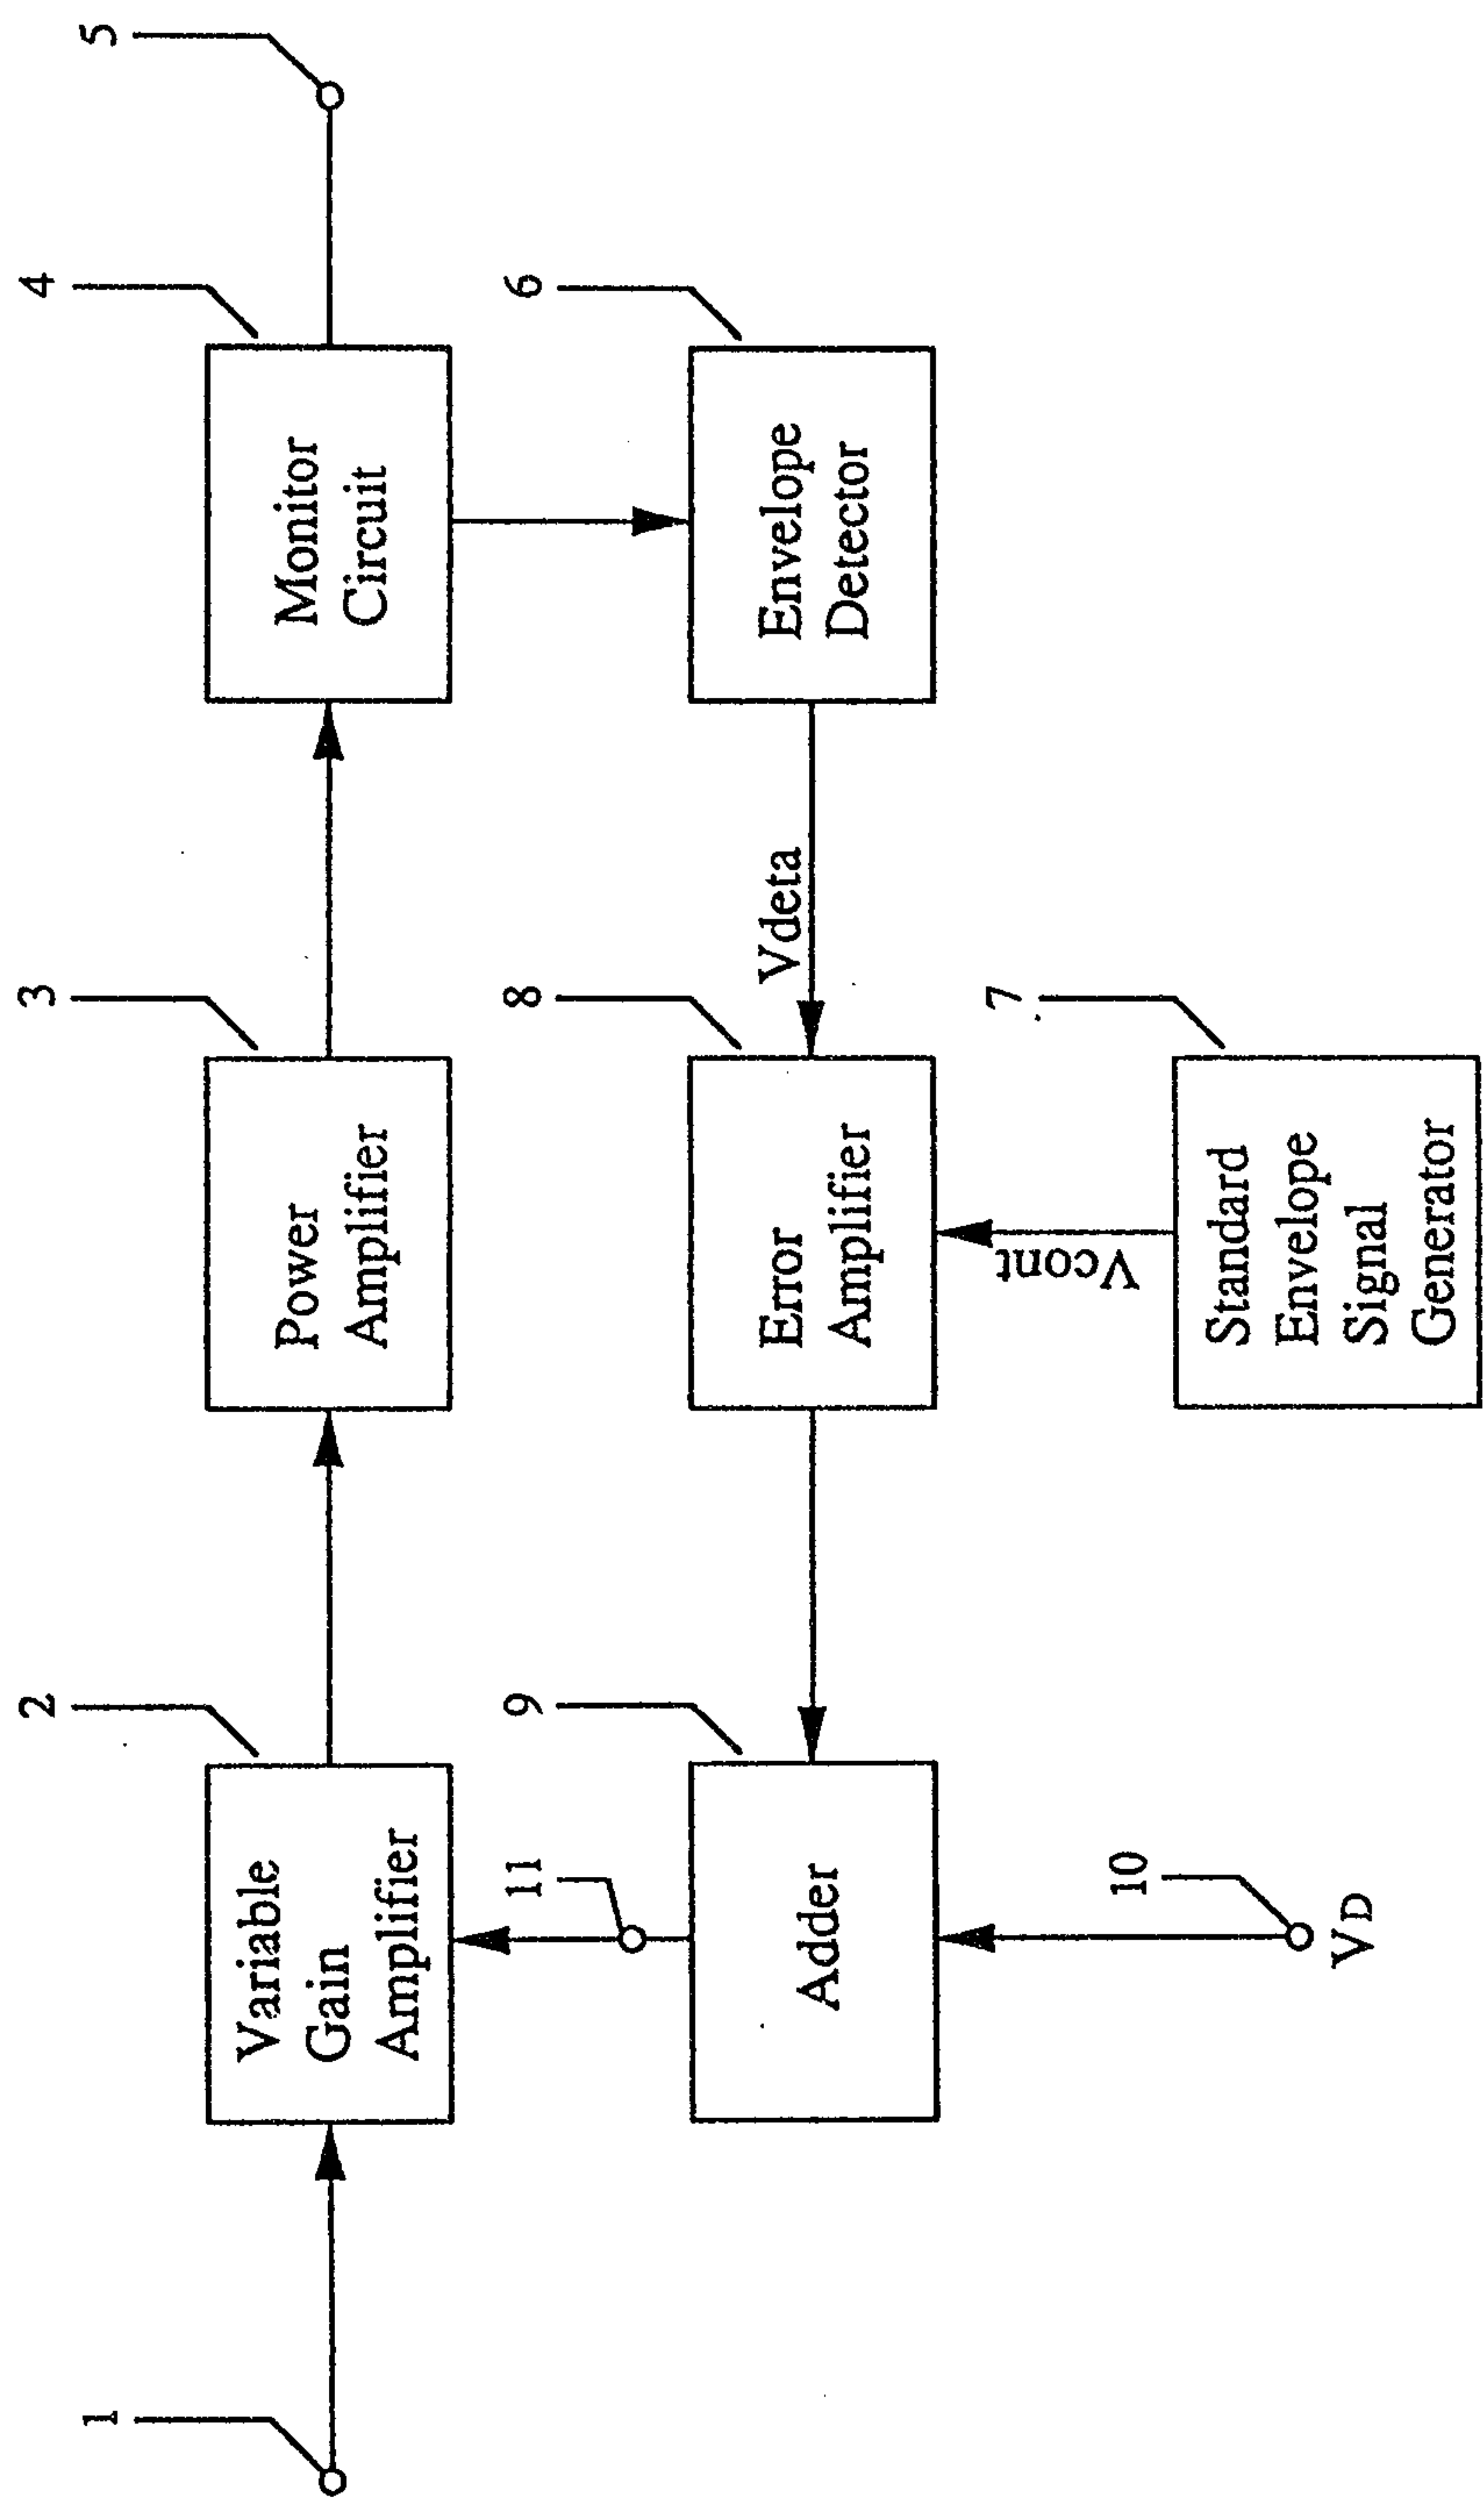 1
2
Variable
Gain
Amplifier
3
Power
Amplifier
4
Monitor
Circuit
5
11
9
Adder
8
Error
Amplifier
Vdeta
6
Envelope
Detector
10
VD
Vcont
7
Standard
Envelope
Signal
Generator